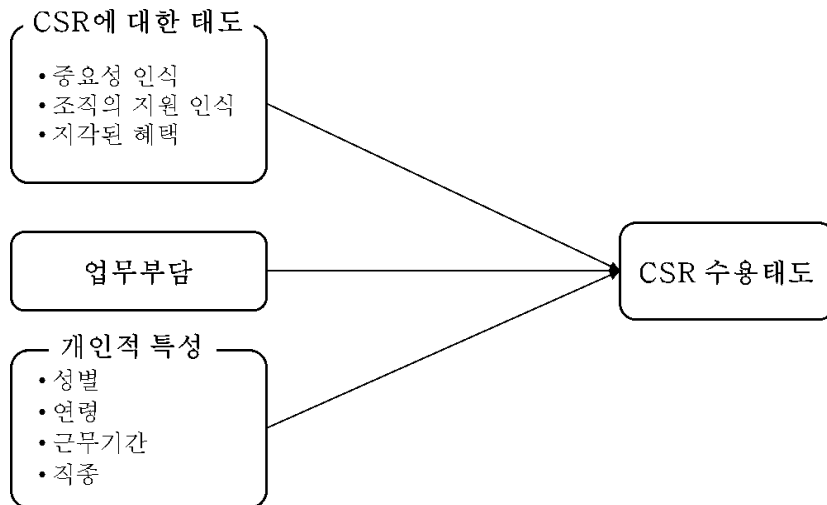 CSR에 대한 태도
• 중요성 인식
• 조직의 지원 인식
• 지각된 혜택
업무부담
CSR 수용태도
개인적 특성
• 성별
• 연령
• 근무기간
• 직종